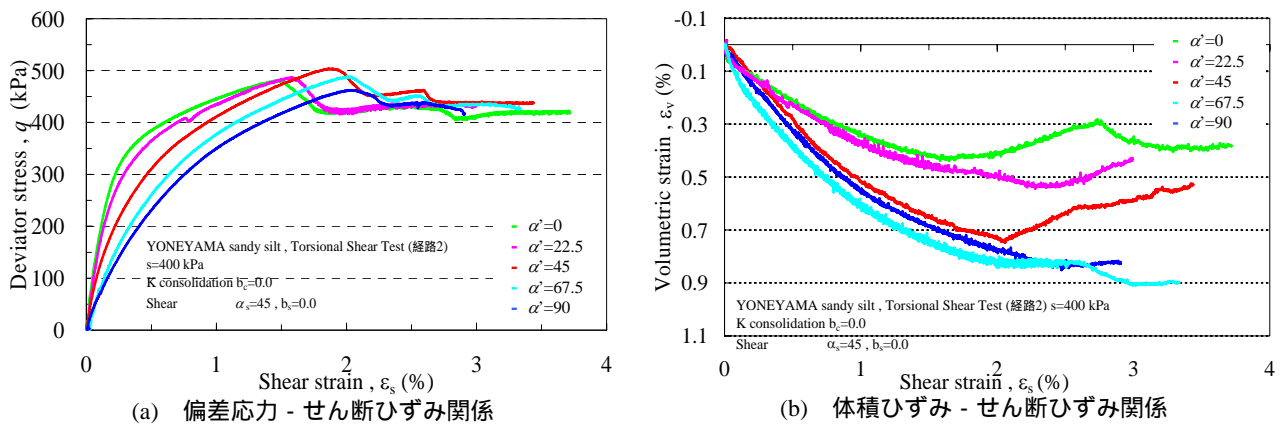 600
500
400
300
200
100
0
0
1
2
3
4
Deviator stress , q (kPa)
Shear strain , εs (%)
α'=0
α'=22.5
α'=45
α'=67.5
α'=90
YONEYAMA sandy silt , Torsional Shear Test (経路2)
s=400 kPa
K consolidation bc=0.0
Shear αs=45 , bs=0.0
(a) 偏差応力 - せん断ひずみ関係
-0.1
0.1
0.3
0.5
0.7
0.9
1.1
0
1
2
3
4
Volumetric strain , εv (%)
Shear strain , εs (%)
α'=0
α'=22.5
α'=45
α'=67.5
α'=90
YONEYAMA sandy silt , Torsional Shear Test (経路2) s=400 kPa
K consolidation bc=0.0
Shear αs=45 , bs=0.0
(b) 体積ひずみ - せん断ひずみ関係